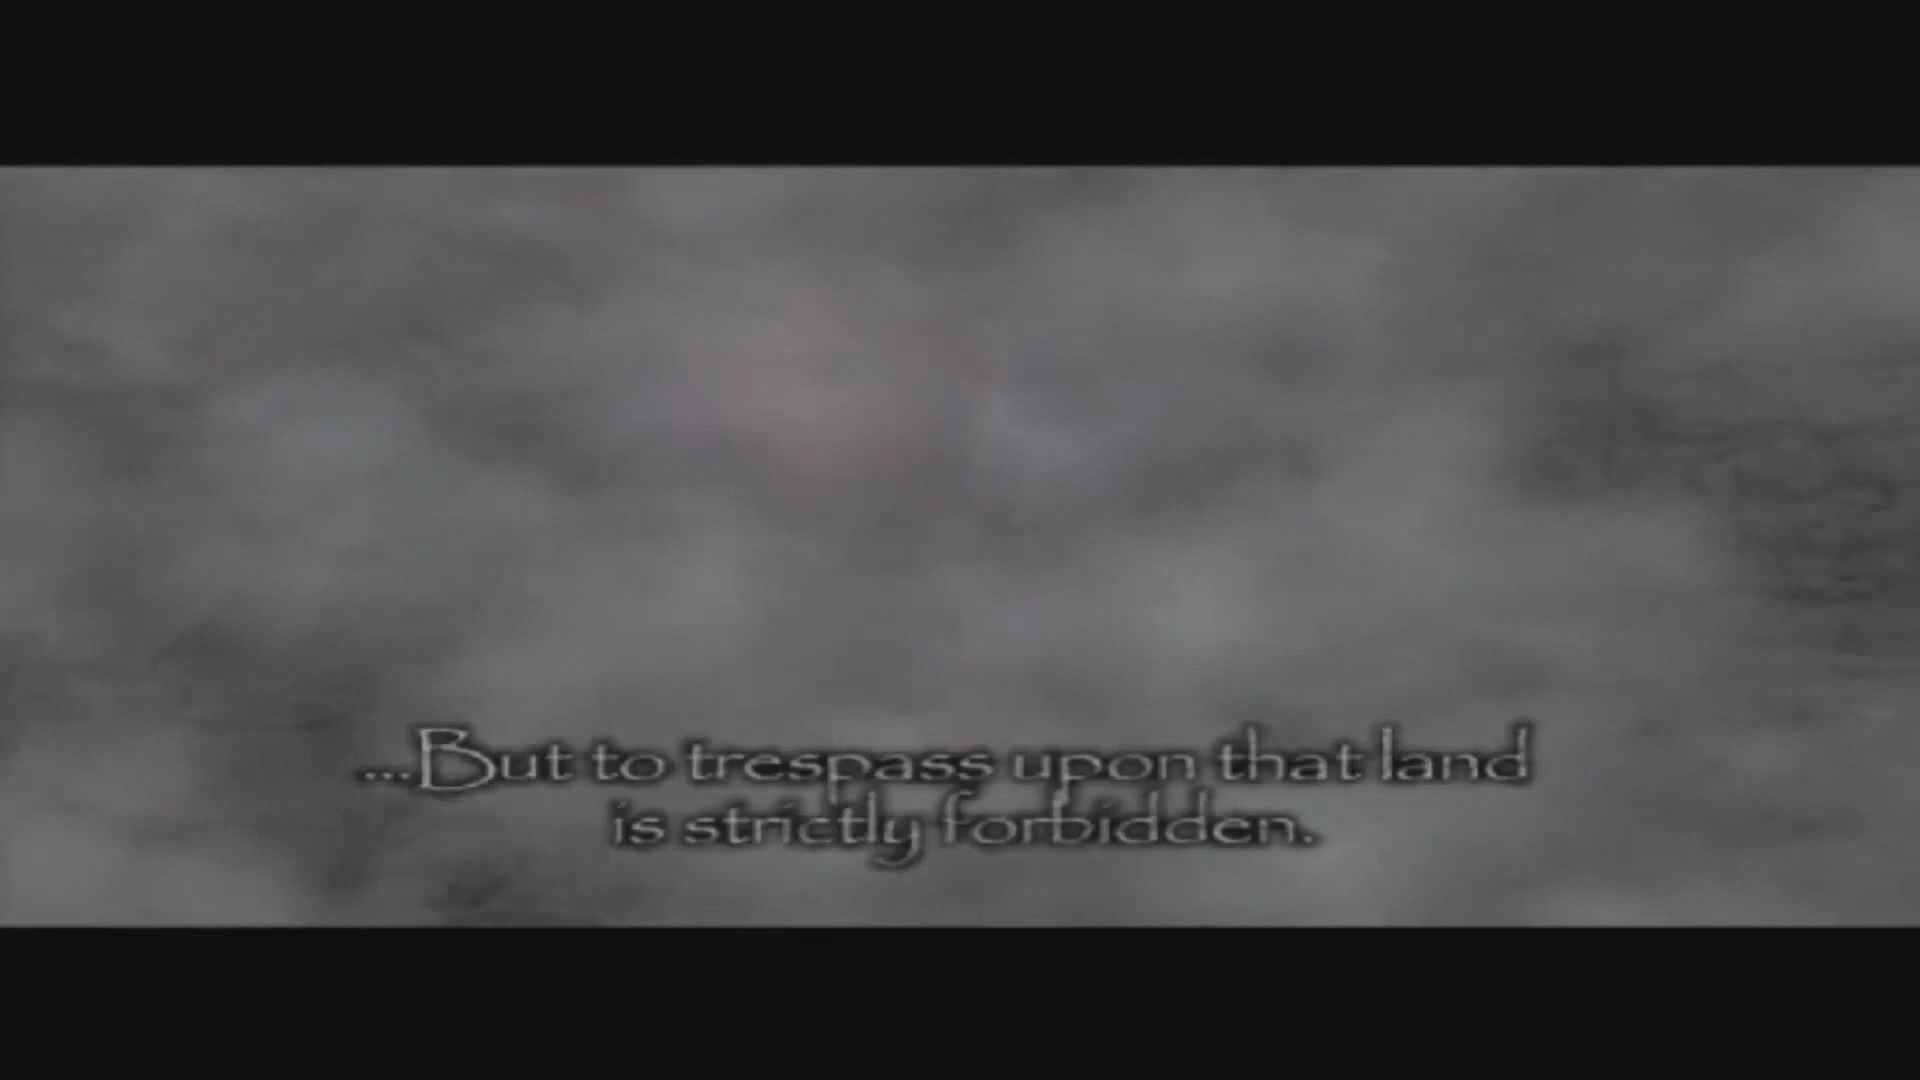 ...But to trespass upon that land
is strictly forbidden.